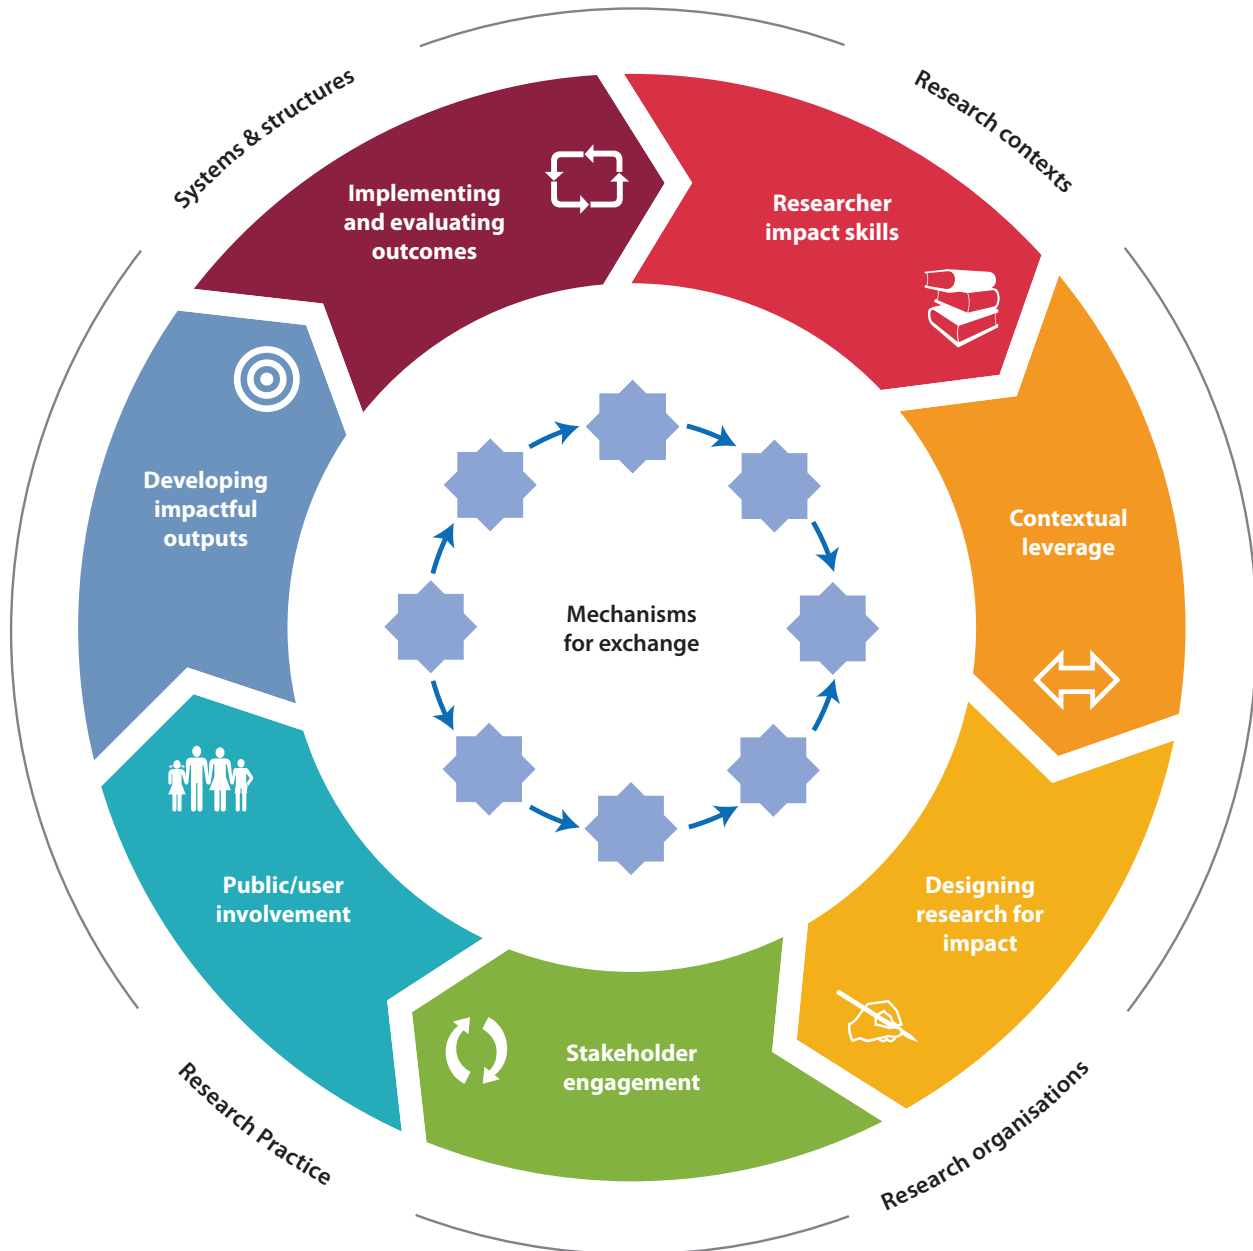 Systems & structures
Research contexts
Implementing
and evaluating
outcomes
Researcher
impact skills
Developing
impactful
outputs
Contextual
leverage
Mechanisms
for exchange
Public/user
involvement
Designing
research for
impact
Stakeholder
engagement
Research Practice
Research organisations